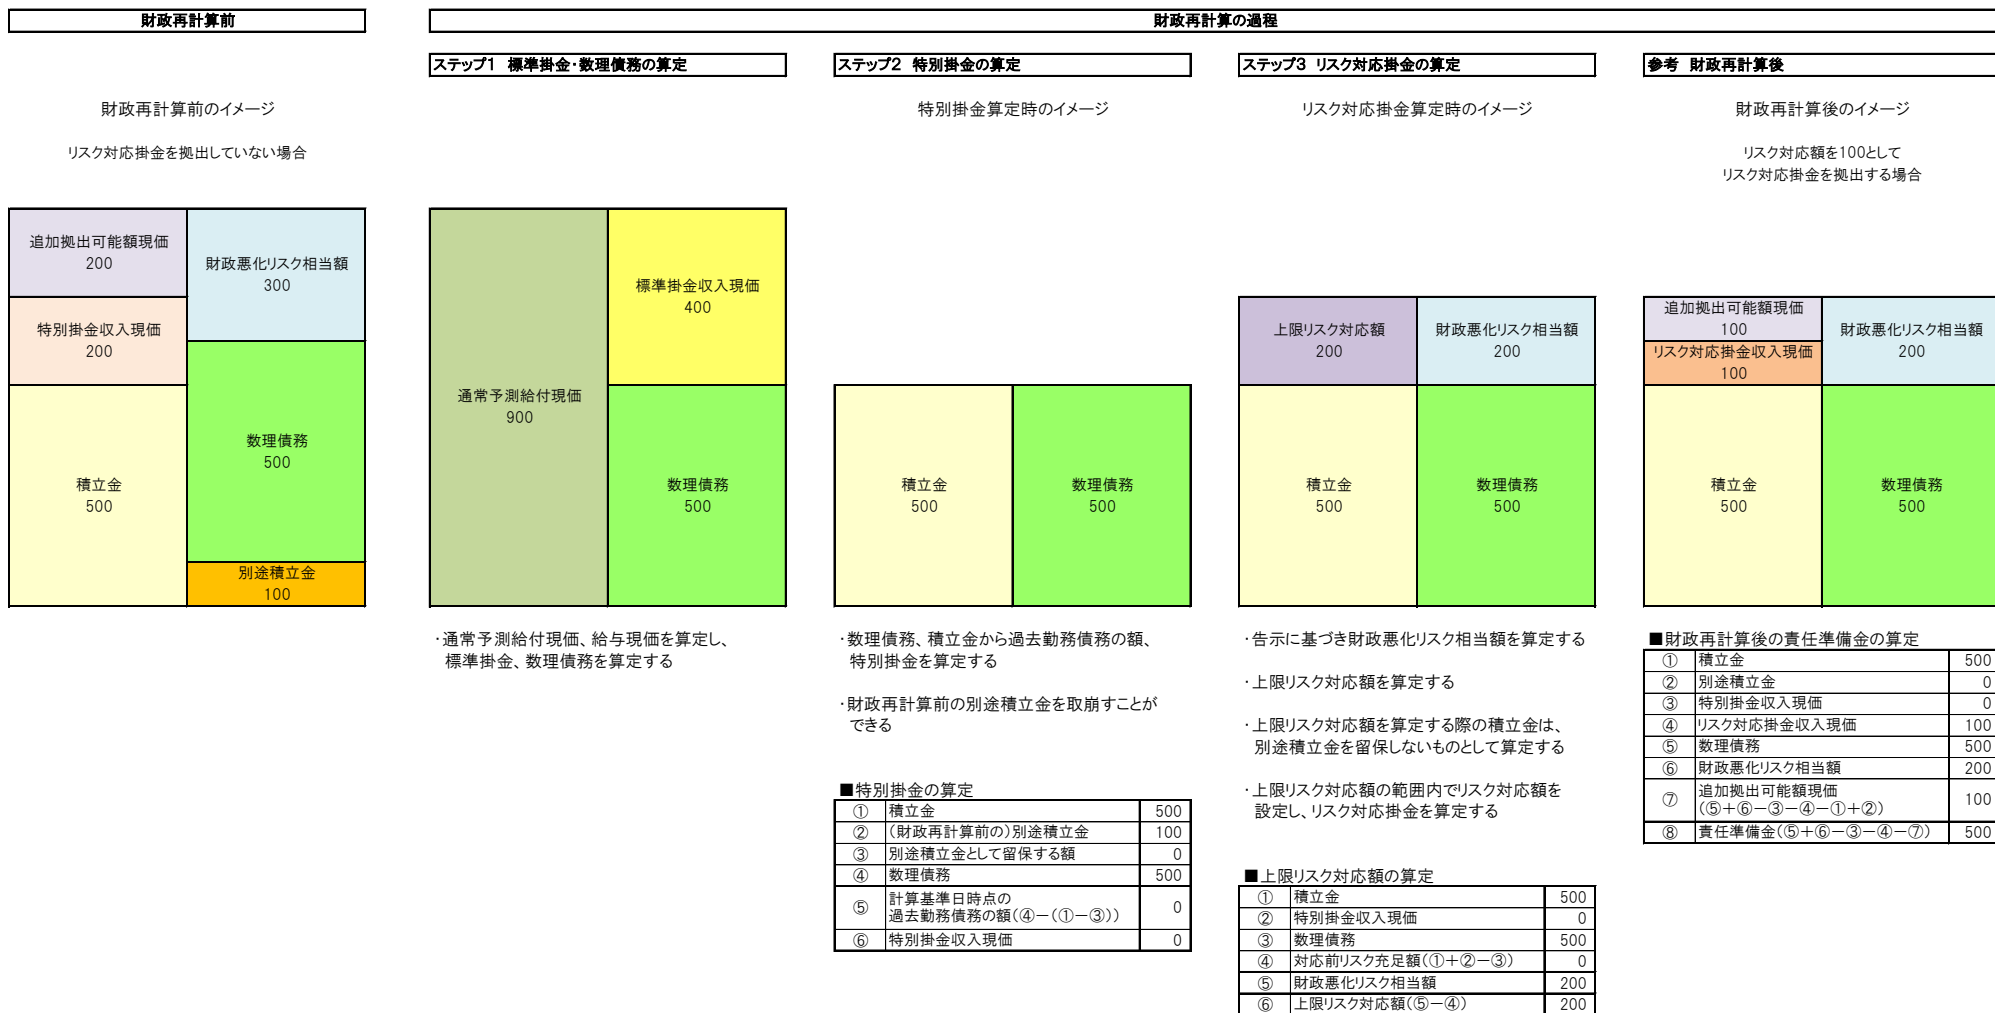 財政再計算前
財政再計算の過程
ステップ1 標準掛金・数理債務の算定
ステップ2 特別掛金の算定
ステップ3 リスク対応掛金の算定
参考 財政再計算後
財政再計算前のイメージ
リスク対応掛金を拠出していない場合
特別掛金算定時のイメージ
リスク対応掛金算定時のイメージ
財政再計算後のイメージ
リスク対応額を100として
リスク対応掛金を拠出する場合
追加拠出可能額現価
200
財政悪化リスク相当額
300
特別掛金収入現価
200
数理債務
500
積立金
500
別途積立金
100
通常予測給付現価
900
標準掛金収入現価
400
数理債務
500
積立金
500
数理債務
500
上限リスク対応額
200
財政悪化リスク相当額
200
積立金
500
数理債務
500
追加拠出可能額現価
100
リスク対応掛金収入現価
100
財政悪化リスク相当額
200
積立金
500
数理債務
500
・通常予測給付現価、給与現価を算定し、
標準掛金、数理債務を算定する
・数理債務、積立金から過去勤務債務の額、
特別掛金を算定する
・財政再計算前の別途積立金を取崩すことが
できる
■特別掛金の算定
① 積立金 500
② (財政再計算前の)別途積立金 100
③ 別途積立金として留保する額 0
④ 数理債務 500
⑤ 計算基準日時点の
過去勤務債務の額(④-(①-③)) 0
⑥ 特別掛金収入現価 0
・告示に基づき財政悪化リスク相当額を算定する
・上限リスク対応額を算定する
・上限リスク対応額を算定する際の積立金は、
別途積立金を留保しないものとして算定する
・上限リスク対応額の範囲内でリスク対応額を
設定し、リスク対応掛金を算定する
■上限リスク対応額の算定
① 積立金 500
② 特別掛金収入現価 0
③ 数理債務 500
④ 対応前リスク充足額(①+②-③) 0
⑤ 財政悪化リスク相当額 200
⑥ 上限リスク対応額(⑤-④) 200
■財政再計算後の責任準備金の算定
① 積立金 500
② 別途積立金 0
③ 特別掛金収入現価 0
④ リスク対応掛金収入現価 100
⑤ 数理債務 500
⑥ 財政悪化リスク相当額 200
⑦ 追加拠出可能額現価
(⑤+⑥-③-④-①+②) 100
⑧ 責任準備金(⑤+⑥-③-④-⑦) 500